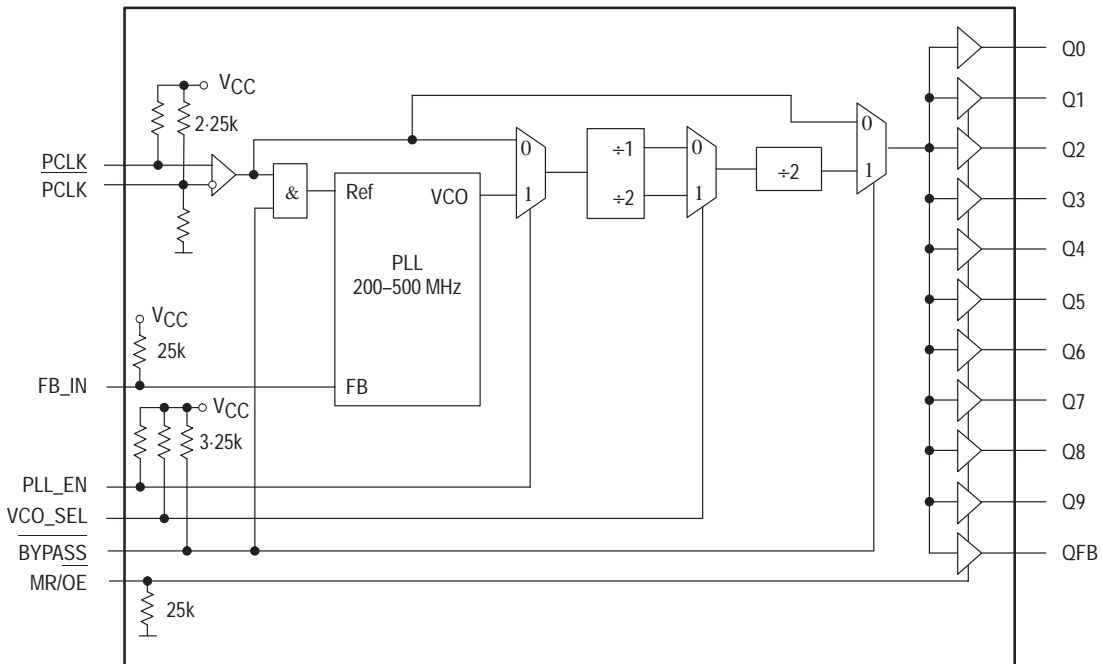 VCC
2·25k
PCLK
PCLK
&
Ref
VCO
PLL
200–500 MHz
FB
0
1
÷1
÷2
0
1
÷2
0
1
VCC
25k
FB_IN
VCC
3·25k
PLL_EN
VCO_SEL
BYPASS
MR/OE
25k
Q0
Q1
Q2
Q3
Q4
Q5
Q6
Q7
Q8
Q9
QFB